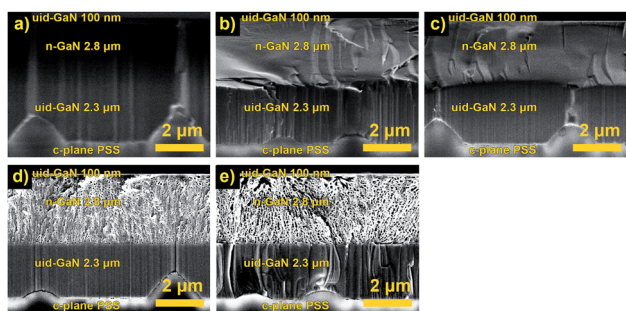 a)
uid-GaN 100 nm
n-GaN 2.8 µm
uid-GaN 2.3 µm
c-plane PSS
2 µm
b)
uid-GaN 100 nm
n-GaN 2.8 µm
uid-GaN 2.3 µm
c-plane PSS
2 µm
c)
uid-GaN 100 nm
n-GaN 2.8 µm
uid-GaN 2.3 µm
c-plane PSS
2 µm
d)
uid-GaN 100 nm
n-GaN 2.8 µm
uid-GaN 2.3 µm
c-plane PSS
2 µm
e)
uid-GaN 100 nm
n-GaN 2.8 µm
uid-GaN 2.3 µm
c-plane PSS
2 µm